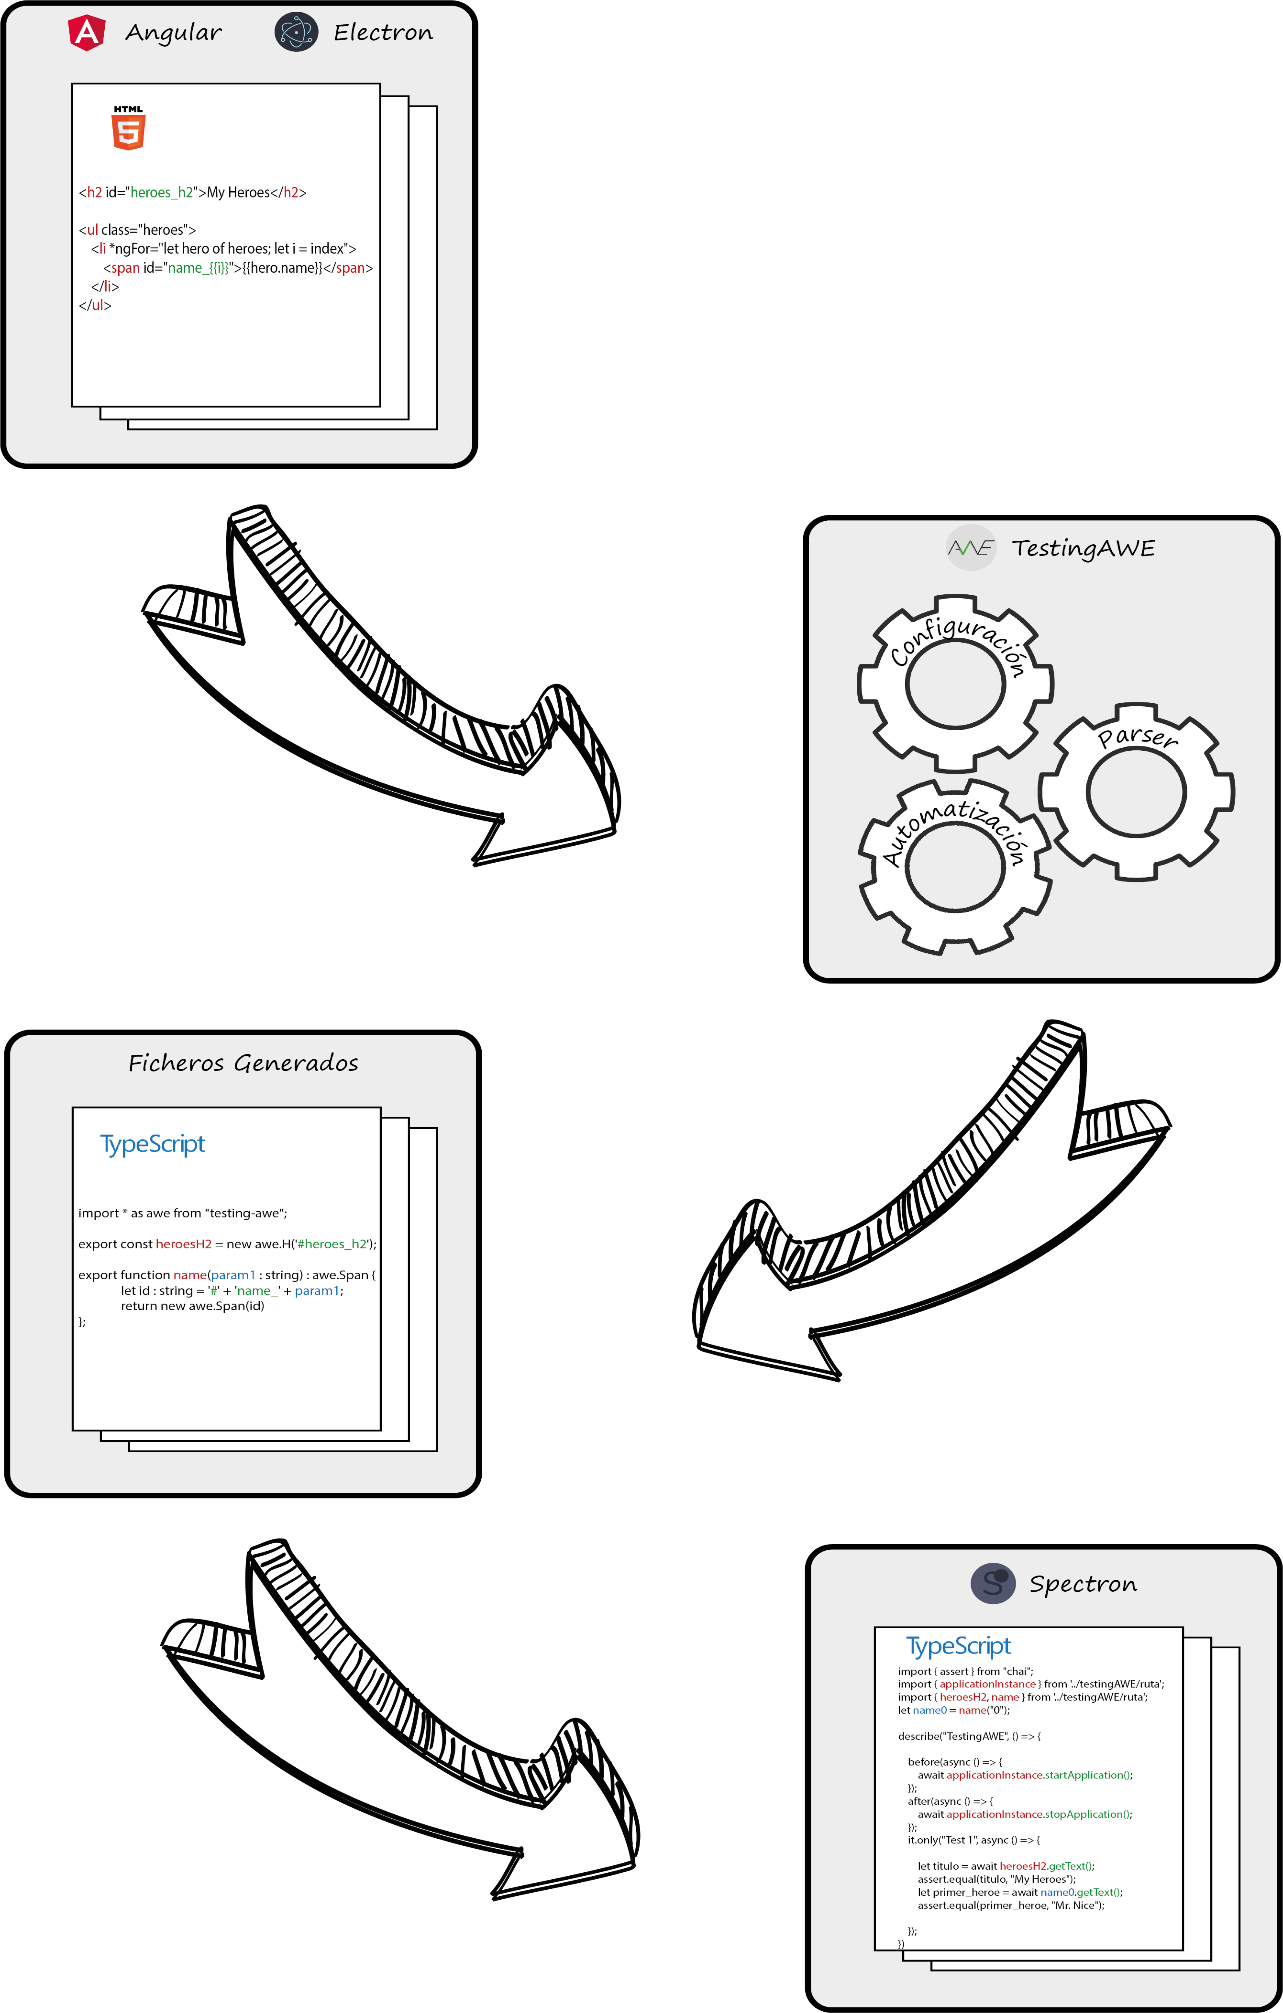 Angular
Electron
HTML
5
<h2 id="heroes_h2">My Heroes</h2>
<ul class="heroes">
<li *ngFor="let hero of heroes; let i = index">
<span id="name_{{i}}">{{hero.name}}</span>
</li>
</ul>
AWE TestingAWE
Configuración
Parser
Automatización
Ficheros Generados
TypeScript
import * as awe from "testing-awe";
export const heroesH2 = new awe.H('#heroes_h2');
export function name(param1 : string) : awe.Span {
let id : string = '#' + 'name_' + param1;
return new awe.Span(id)
};
S Spectron
TypeScript
import { assert } from "chai";
import { applicationInstance } from '../testingAWE/ruta';
import { heroesH2, name } from '../testingAWE/ruta';
let name0 = name("0");
describe("TestingAWE", () => {
before(async () => {
await applicationInstance.startApplication();
});
after(async () => {
await applicationInstance.stopApplication();
});
it.only("Test 1", async () => {
let titulo = await heroesH2.getText();
assert.equal(titulo, "My Heroes");
let primer_heroe = await name0.getText();
assert.equal(primer_heroe, "Mr. Nice");
});
})